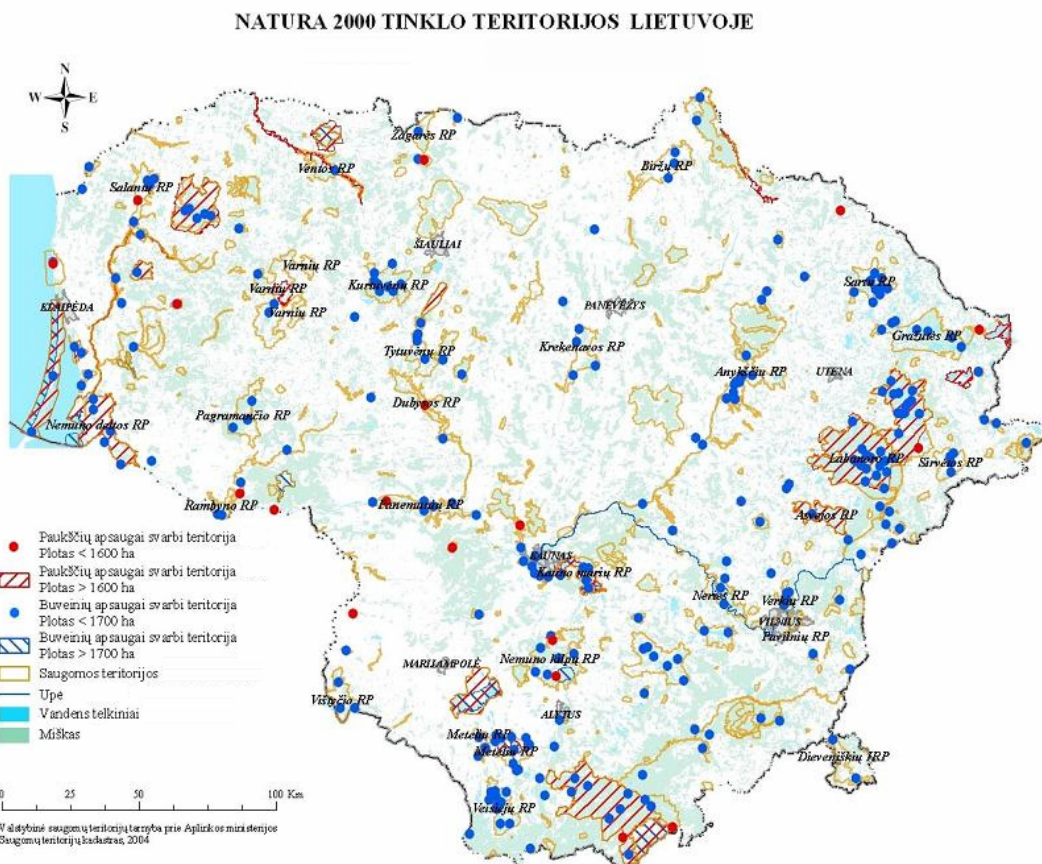 NATURA 2000 TINKLO TERITORIJOS LIETUVOJE
N
W E
S
Žagarės RP
Ventos RP
Biržų RP
Salantų RP
ŠIAULIAI
Varnių RP
Kurtuvėnų RP
Varnių RP
Sartų RP
KLAIPĖDA
Varnių RP
PANEVĖŽYS
Gražutės RP
Krekenavos RP
Tytuvėnų RP
Anykščių RP
UTENA
Dubysos RP
Pagramančio RP
Nemuno deltos RP
Labanoro RP
Sirvėtos RP
Rambyno RP
Panemunių RP
Asvejos RP
KAUNAS
Kauno marių RP
Neries RP
Verkių RP
VILNIUS
Pavilnių RP
MARIJAMPOLĖ
Nemuno kilpų RP
Vištyčio RP
ALYTUS
Metelių RP
Metelių RP
Dieveniškių IRP
Veisiejų RP
Paukščių apsaugai svarbi teritorija
Plotas < 1600 ha
Paukščių apsaugai svarbi teritorija
Plotas > 1600 ha
Buveinių apsaugai svarbi teritorija
Plotas < 1700 ha
Buveinių apsaugai svarbi teritorija
Plotas > 1700 ha
Saugomos teritorijos
Upė
Vandens telkiniai
Miškas
0 25 50 100 Km
Valstybinė saugomų teritorijų tarnyba prie Aplinkos ministerijos
Saugomų teritorijų kadastras, 2004